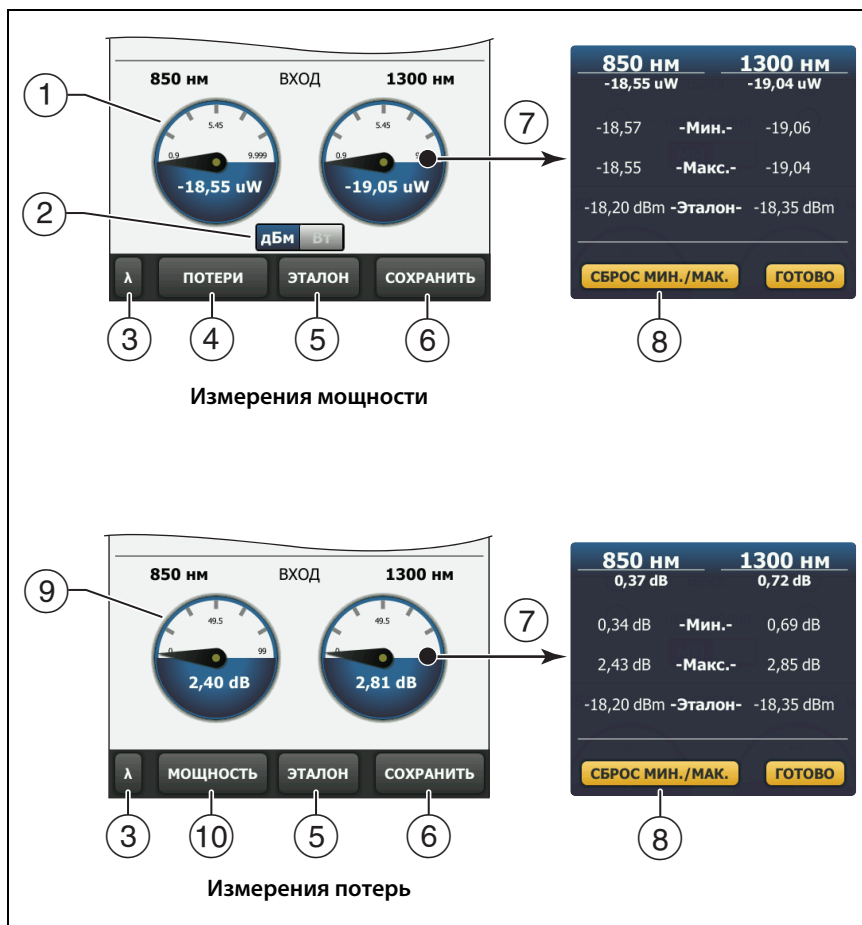 850 нм ВХОД 1300 нм
1
5.45
0.9 9.999
-18,55 uW
5.45
0.9 9.
-19,05 uW
2
дБм Вт
λ ПОТЕРИ ЭТАЛОН СОХРАНИТЬ
3 4 5 6
7
850 нм 1300 нм
-18,55 uW -19,04 uW
-18,57 -Мин.- -19,06
-18,55 -Макс.- -19,04
-18,20 dBm -Эталон- -18,35 dBm
СБРОС МИН./МАК. ГОТОВО
8
Измерения мощности
850 нм ВХОД 1300 нм
9
49.5
0 99
2,40 dB
49.5
0
2,81 dB
λ МОЩНОСТЬ ЭТАЛОН СОХРАНИТЬ
3 10 5 6
7
850 нм 1300 нм
0,37 dB 0,72 dB
0,34 dB -Мин.- 0,69 dB
2,43 dB -Макс.- 2,85 dB
-18,20 dBm -Эталон- -18,35 dBm
СБРОС МИН./МАК. ГОТОВО
8
Измерения потерь